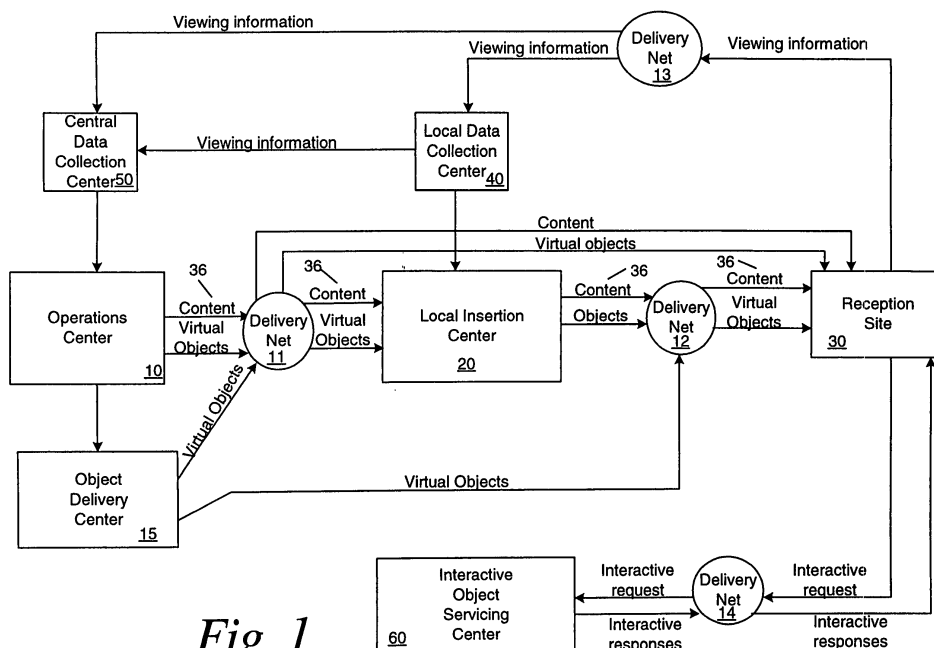 Viewing information
Delivery
Net
13
Viewing information
Viewing information
Central
Data
Collection
Center 50
Viewing information
Local Data
Collection
Center
40
Content
Virtual objects
36
36
36
36
Operations
Center
10
Content
Virtual
Objects
Delivery
Net
11
Content
Virtual
Objects
Local Insertion
Center
20
Content
Objects
Delivery
Net
12
Content
Virtual
Objects
Reception
Site
30
Virtual Objects
Object
Delivery
Center
15
Virtual Objects
Interactive
Object
Servicing
Center
60
Interactive
request
Interactive
responses
Delivery
Net
14
Interactive
request
Interactive
responses
Fig. 1